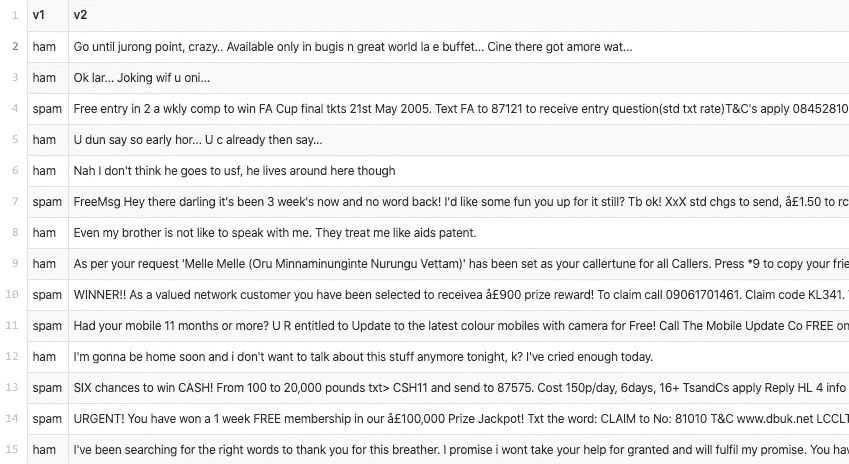 1 v1 v2
2 ham Go until jurong point, crazy.. Available only in bugis n great world la e buffet... Cine there got amore wat...
3 ham Ok lar... Joking wif u oni...
4 spam Free entry in 2 a wkly comp to win FA Cup final tkts 21st May 2005. Text FA to 87121 to receive entry question(std txt rate)T&C's apply 08452810
5 ham U dun say so early hor... U c already then say...
6 ham Nah I don't think he goes to usf, he lives around here though
7 spam FreeMsg Hey there darling it's been 3 week's now and no word back! I'd like some fun you up for it still? Tb ok! XxX std chgs to send, å£1.50 to rc
8 ham Even my brother is not like to speak with me. They treat me like aids patent.
9 ham As per your request 'Melle Melle (Oru Minnaminunginte Nurungu Vettam)' has been set as your callertune for all Callers. Press *9 to copy your frie
10 spam WINNER!! As a valued network customer you have been selected to receivea å£900 prize reward! To claim call 09061701461. Claim code KL341.
11 spam Had your mobile 11 months or more? U R entitled to Update to the latest colour mobiles with camera for Free! Call The Mobile Update Co FREE on
12 ham I'm gonna be home soon and i don't want to talk about this stuff anymore tonight, k? I've cried enough today.
13 spam SIX chances to win CASH! From 100 to 20,000 pounds txt> CSH11 and send to 87575. Cost 150p/day, 6days, 16+ TsandCs apply Reply HL 4 info
14 spam URGENT! You have won a 1 week FREE membership in our å£100,000 Prize Jackpot! Txt the word: CLAIM to No: 81010 T&C www.dbuk.net LCCLT
15 ham I've been searching for the right words to thank you for this breather. I promise i wont take your help for granted and will fulfil my promise. You hav